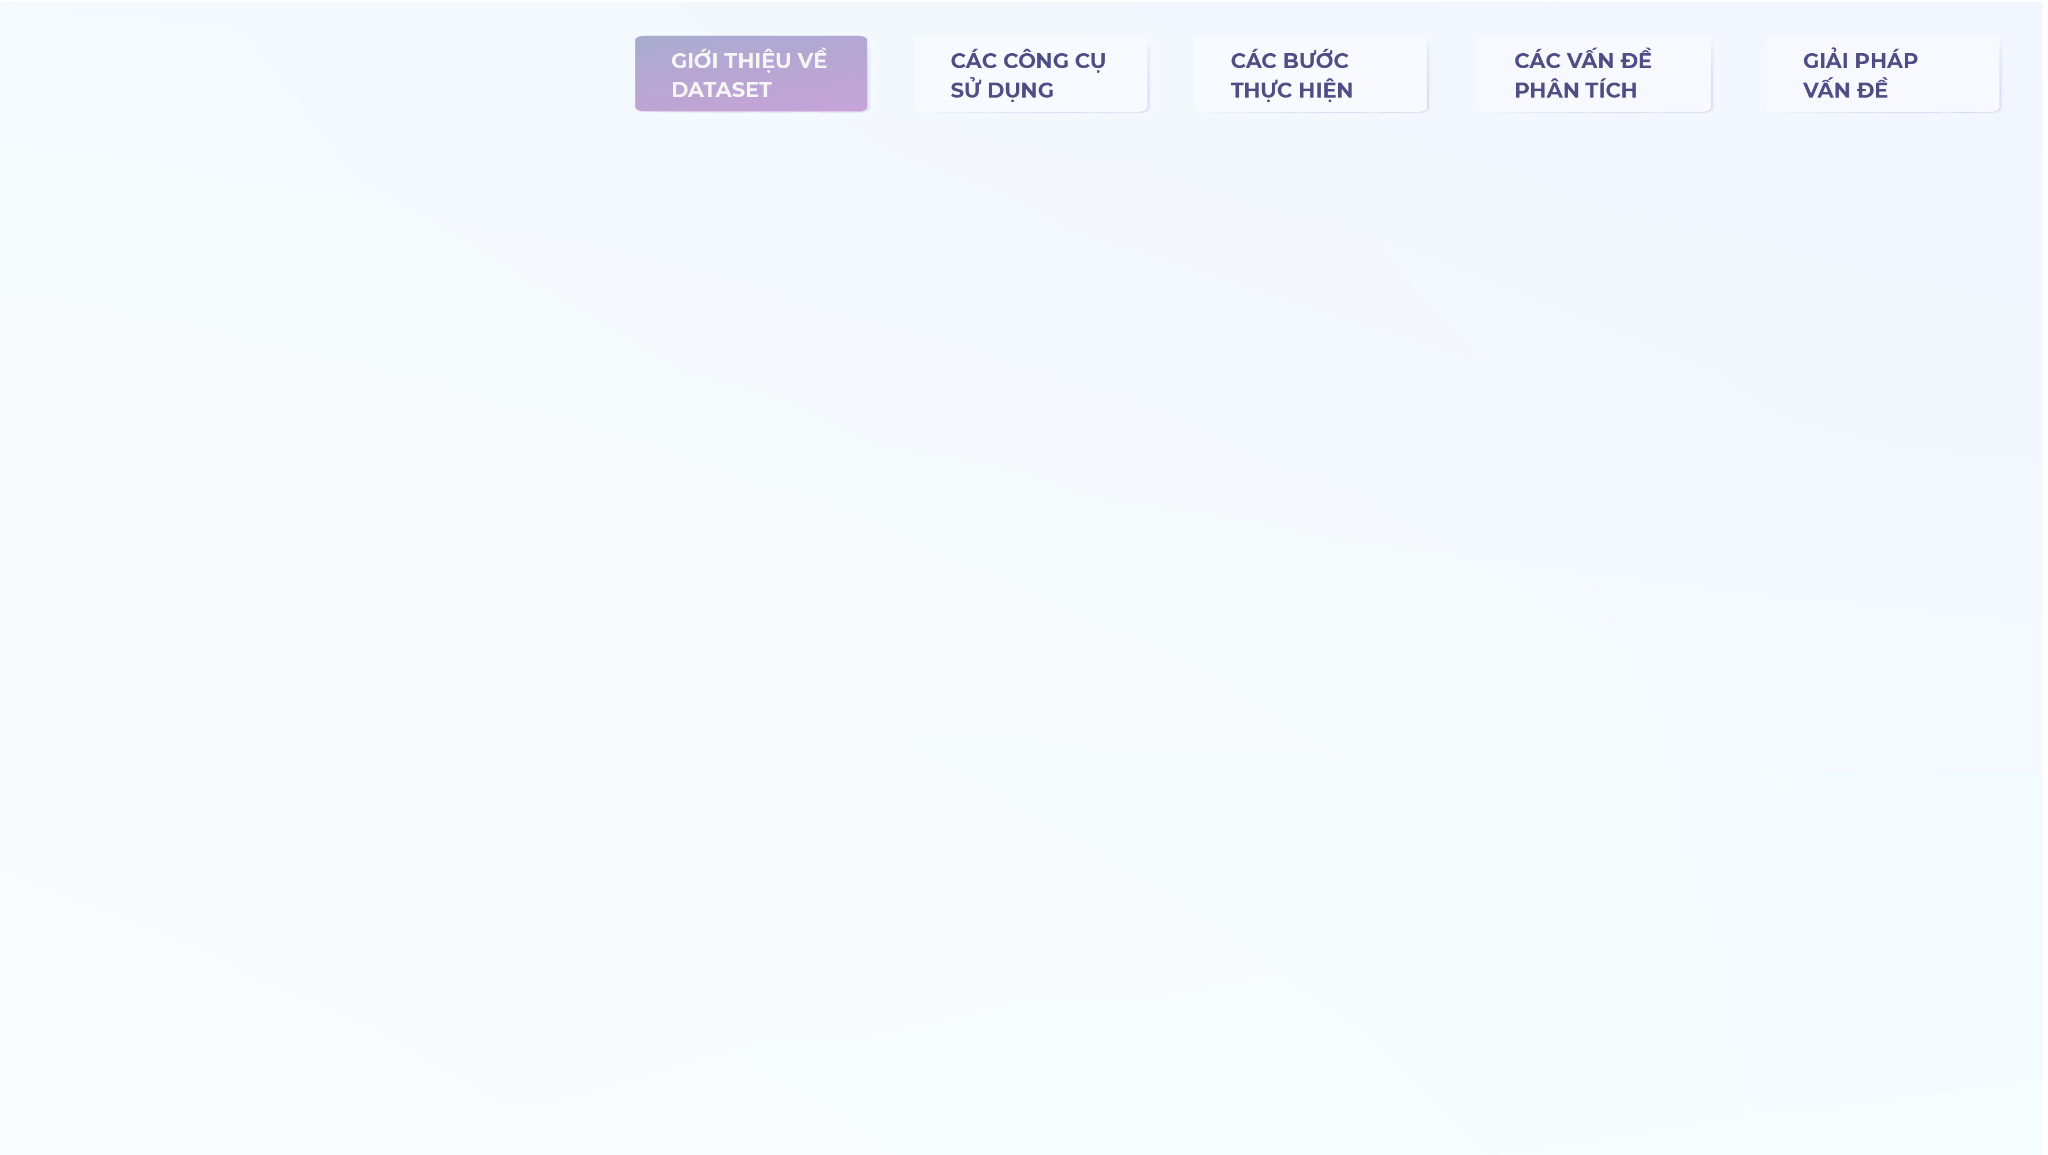 GIỚI THIỆU VỀ
DATASET
CÁC CÔNG CỤ
SỬ DỤNG
CÁC BƯỚC
THỰC HIỆN
CÁC VẤN ĐỀ
PHÂN TÍCH
GIẢI PHÁP
VẤN ĐỀ